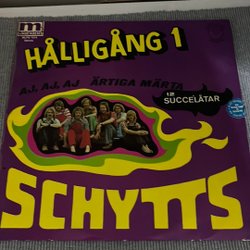 m
HÅLLIGÅNG 1
AJ, AJ, AJ ÄRTIGA MÄRTA
12 SUCCELÅTAR
SCHYTTS